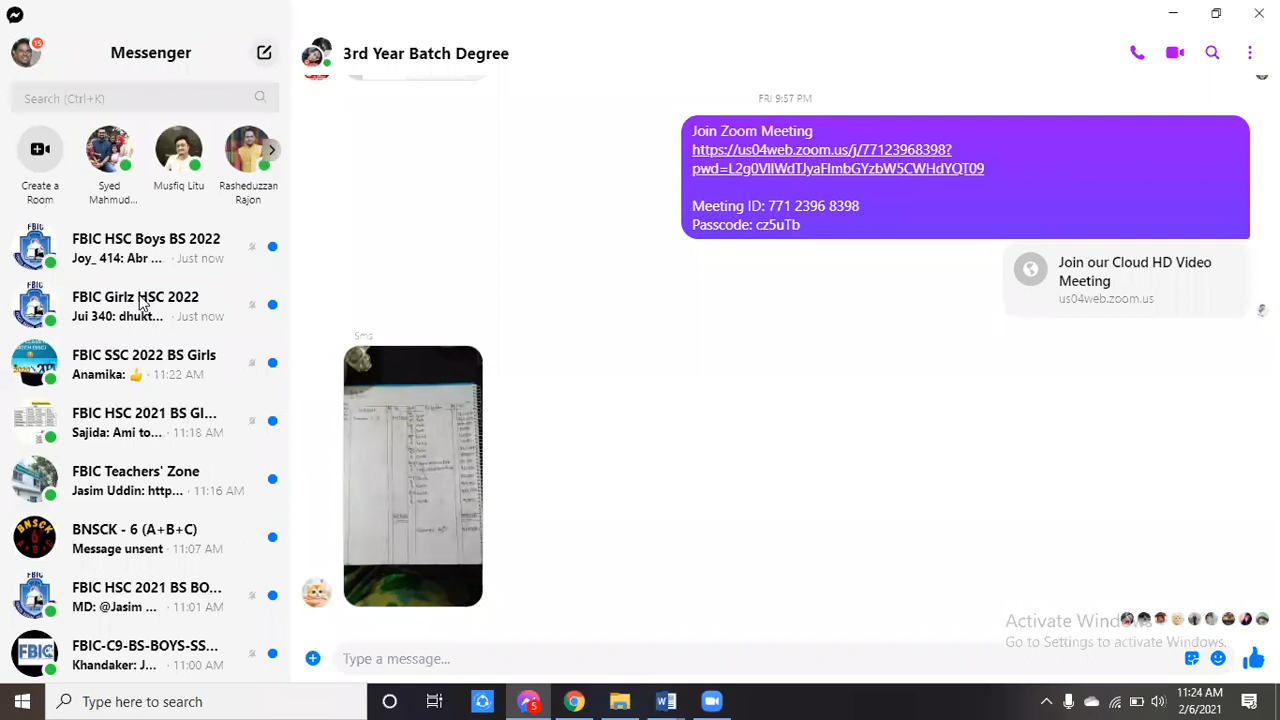 15
Messenger
Search (Ctrl+K)
Create a
Room
Syed
Mahmud...
Musfiq Litu
Rasheduzzan
Rajon
FBIC HSC Boys BS 2022
Joy_ 414: Abr ... · Just now
FBIC Girlz HSC 2022
Jui 340: dhukt... · Just now
FBIC SSC 2022 BS Girls
Anamika: 👍 · 11:22 AM
FBIC HSC 2021 BS GI...
Sajida: Ami to... · 11:18 AM
FBIC Teachers' Zone
Jasim Uddin: http... · 11:16 AM
BNSCK - 6 (A+B+C)
Message unsent · 11:07 AM
FBIC HSC 2021 BS BO...
MD: @Jasim ... · 11:01 AM
FBIC-C9-BS-BOYS-SS...
Khandaker: J... · 11:00 AM
3rd Year Batch Degree
FRI 9:57 PM
Join Zoom Meeting
https://us04web.zoom.us/j/77123968398?
pwd=L2g0VllWdTJyaFlmbGYzbW5CWHdYQT09
Meeting ID: 771 2396 8398
Passcode: cz5uTb
Join our Cloud HD Video
Meeting
us04web.zoom.us
Sms
Activate Windows
Go to Settings to activate Windows.
Type a message...
Type here to search
5
11:24 AM
2/6/2021